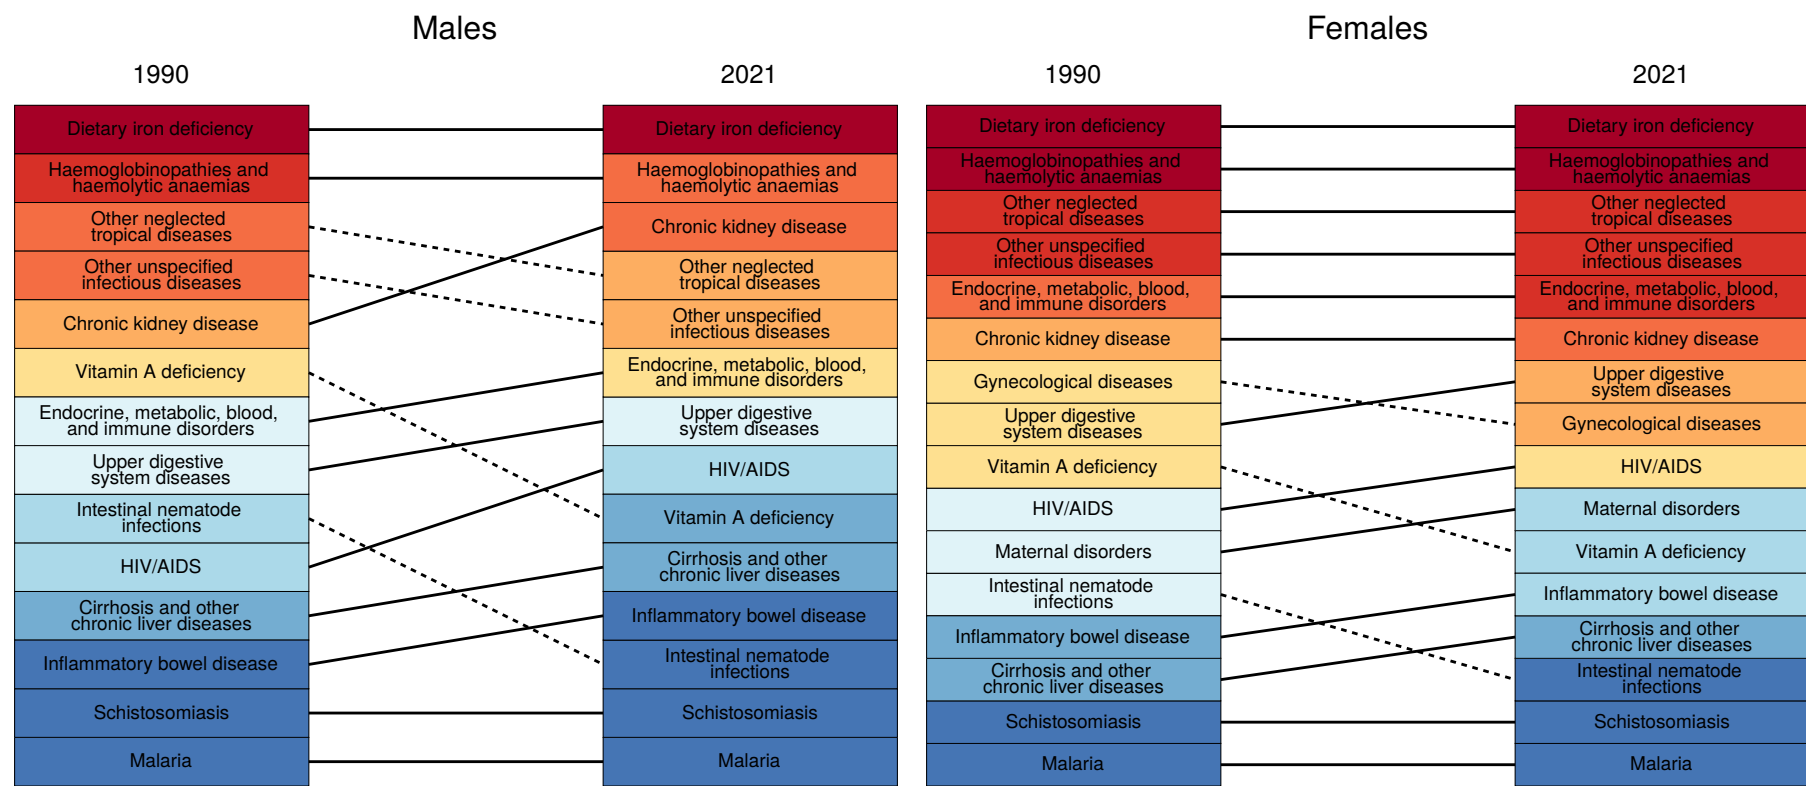 Males
1990
2021
Dietary iron deficiency
Haemoglobinopathies and
haemolytic anaemias
Other neglected
tropical diseases
Other unspecified
infectious diseases
Chronic kidney disease
Vitamin A deficiency
Endocrine, metabolic, blood,
and immune disorders
Upper digestive
system diseases
Intestinal nematode
infections
HIV/AIDS
Cirrhosis and other
chronic liver diseases
Inflammatory bowel disease
Schistosomiasis
Malaria
Dietary iron deficiency
Haemoglobinopathies and
haemolytic anaemias
Chronic kidney disease
Other neglected
tropical diseases
Other unspecified
infectious diseases
Endocrine, metabolic, blood,
and immune disorders
Upper digestive
system diseases
HIV/AIDS
Vitamin A deficiency
Cirrhosis and other
chronic liver diseases
Inflammatory bowel disease
Intestinal nematode
infections
Schistosomiasis
Malaria
Females
1990
2021
Dietary iron deficiency
Haemoglobinopathies and
haemolytic anaemias
Other neglected
tropical diseases
Other unspecified
infectious diseases
Endocrine, metabolic, blood,
and immune disorders
Chronic kidney disease
Gynecological diseases
Upper digestive
system diseases
Vitamin A deficiency
HIV/AIDS
Maternal disorders
Intestinal nematode
infections
Inflammatory bowel disease
Cirrhosis and other
chronic liver diseases
Schistosomiasis
Malaria
Dietary iron deficiency
Haemoglobinopathies and
haemolytic anaemias
Other neglected
tropical diseases
Other unspecified
infectious diseases
Endocrine, metabolic, blood,
and immune disorders
Chronic kidney disease
Upper digestive
system diseases
Gynecological diseases
HIV/AIDS
Maternal disorders
Vitamin A deficiency
Inflammatory bowel disease
Cirrhosis and other
chronic liver diseases
Intestinal nematode
infections
Schistosomiasis
Malaria